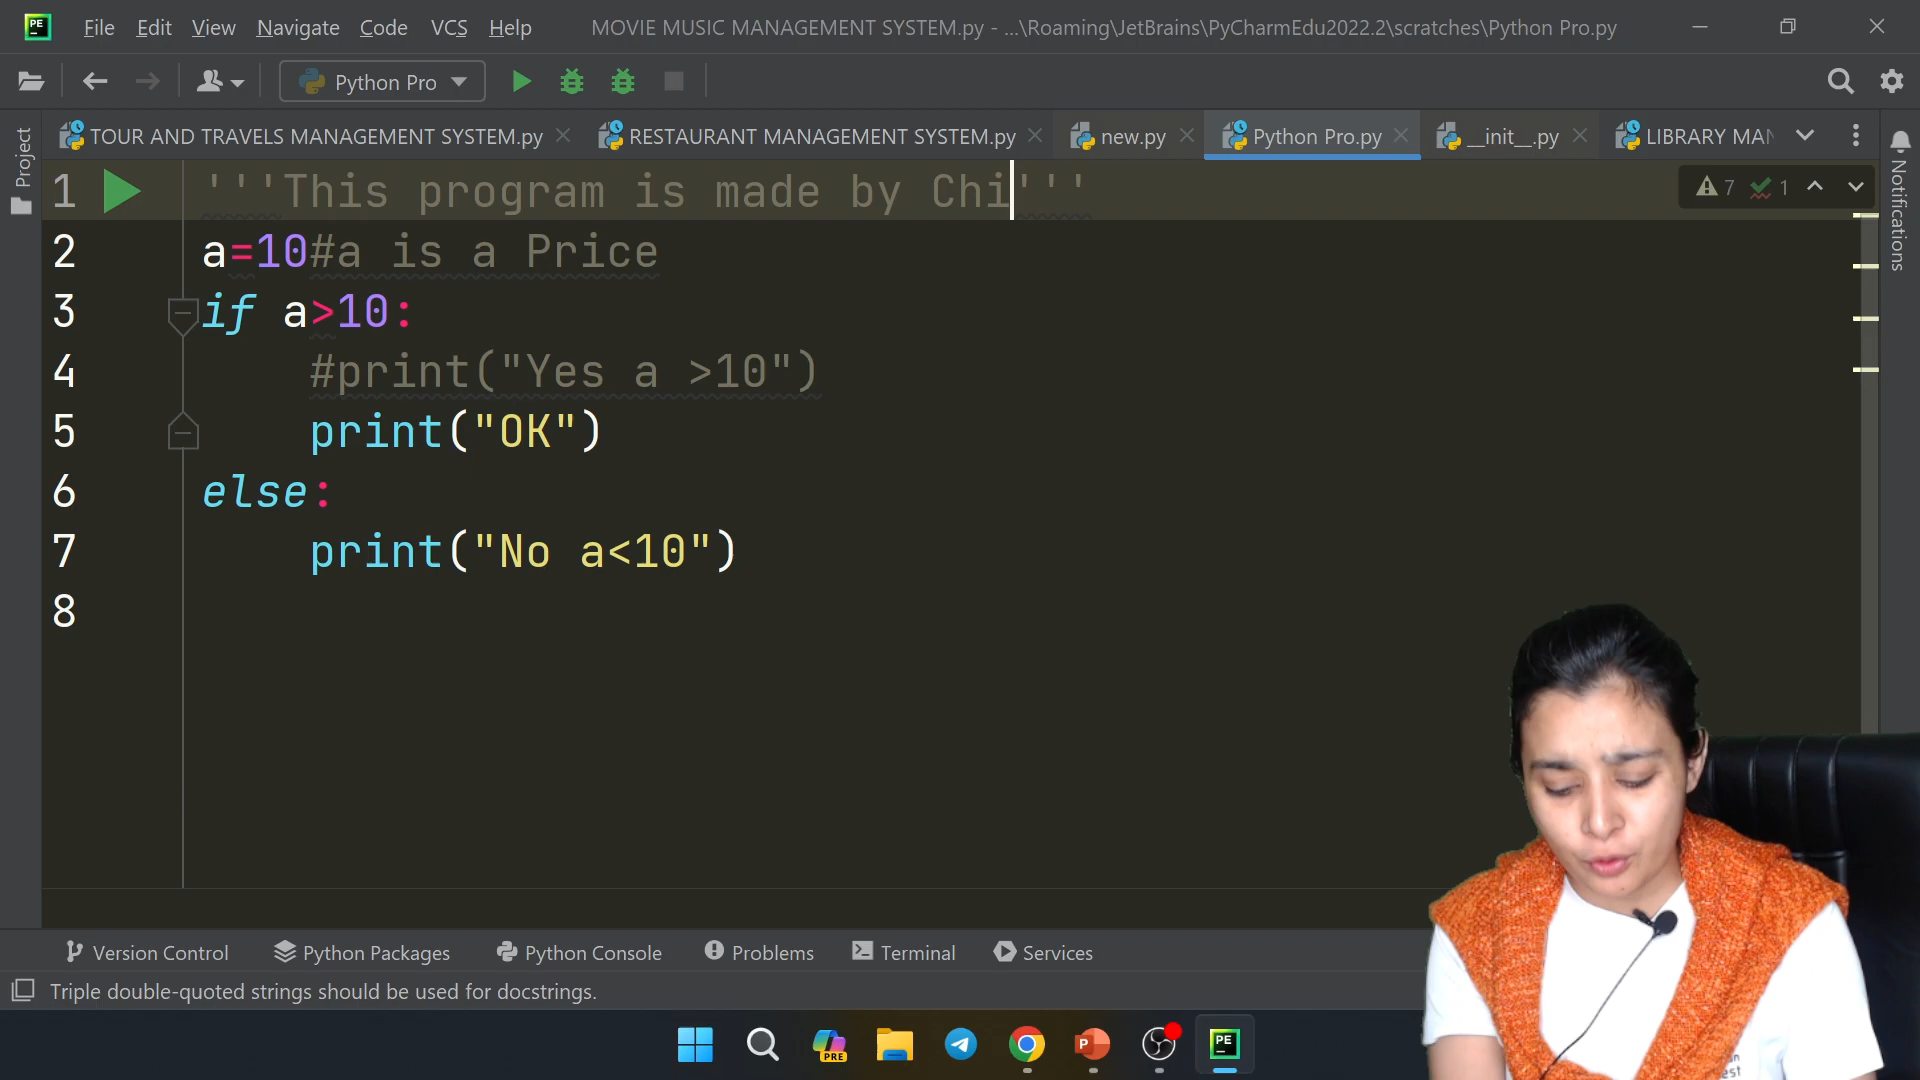 File Edit View Navigate Code VCS Help MOVIE MUSIC MANAGEMENT SYSTEM.py - ...\Roaming\JetBrains\PyCharmEdu2022.2\scratches\Python Pro.py
Python Pro
TOUR AND TRAVELS MANAGEMENT SYSTEM.py RESTAURANT MANAGEMENT SYSTEM.py new.py Python Pro.py __init__.py LIBRARY MAN
Project
Notifications
1 '''This program is made by Chi'''
7 1
2 a=10#a is a Price
3 if a>10:
4 #print("Yes a >10")
5 print("OK")
6 else:
7 print("No a<10")
8
Version Control Python Packages Python Console Problems Terminal Services
Triple double-quoted strings should be used for docstrings.
PE
PRE
P
PE